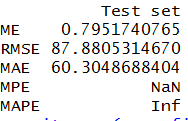 Test set
ME 0.7951740765
RMSE 87.8805314670
MAE 60.3048688404
MPE NaN
MAPE Inf